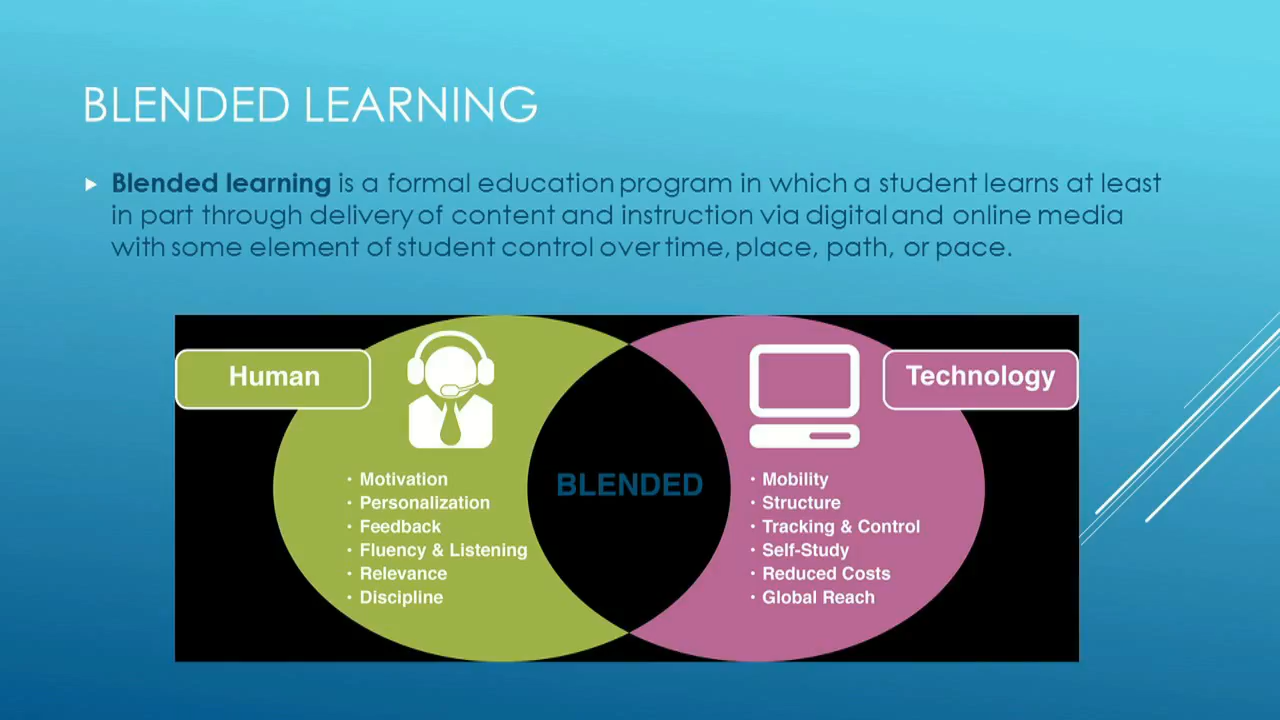 BLENDED LEARNING
Blended learning is a formal education program in which a student learns at least
in part through delivery of content and instruction via digital and online media
with some element of student control over time, place, path, or pace.
Human
Technology
• Motivation
• Personalization
• Feedback
• Fluency & Listening
• Relevance
• Discipline
BLENDED
• Mobility
• Structure
• Tracking & Control
• Self-Study
• Reduced Costs
• Global Reach